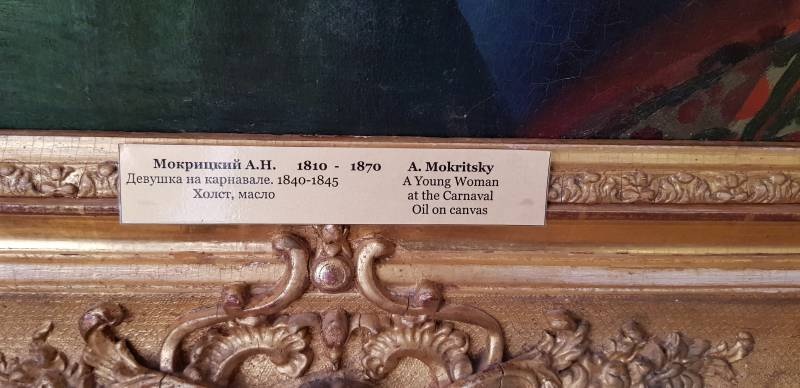 Мокрицкий А.Н. 1810 - 1870 A. Mokritsky
Девушка на карнавале. 1840-1845 A Young Woman
Холст, масло at the Carnaval
Oil on canvas